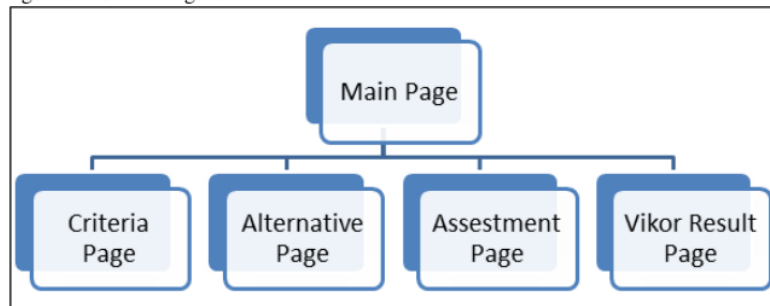 Main Page
Criteria
Page
Alternative
Page
Assestment
Page
Vikor Result
Page